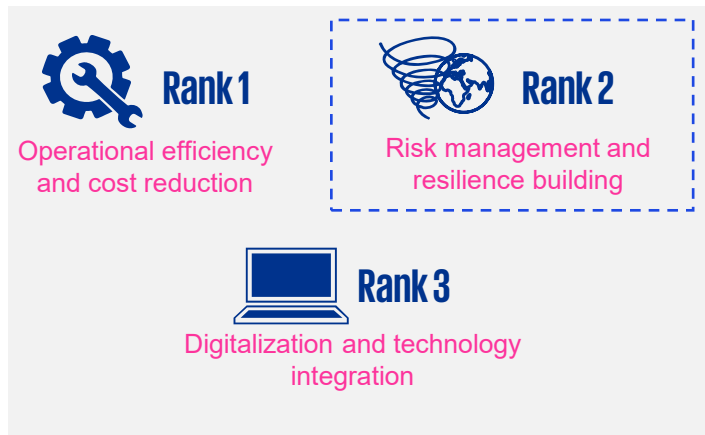 Rank 1
Operational efficiency
and cost reduction
Rank 2
Risk management and
resilience building
Rank 3
Digitalization and technology
integration